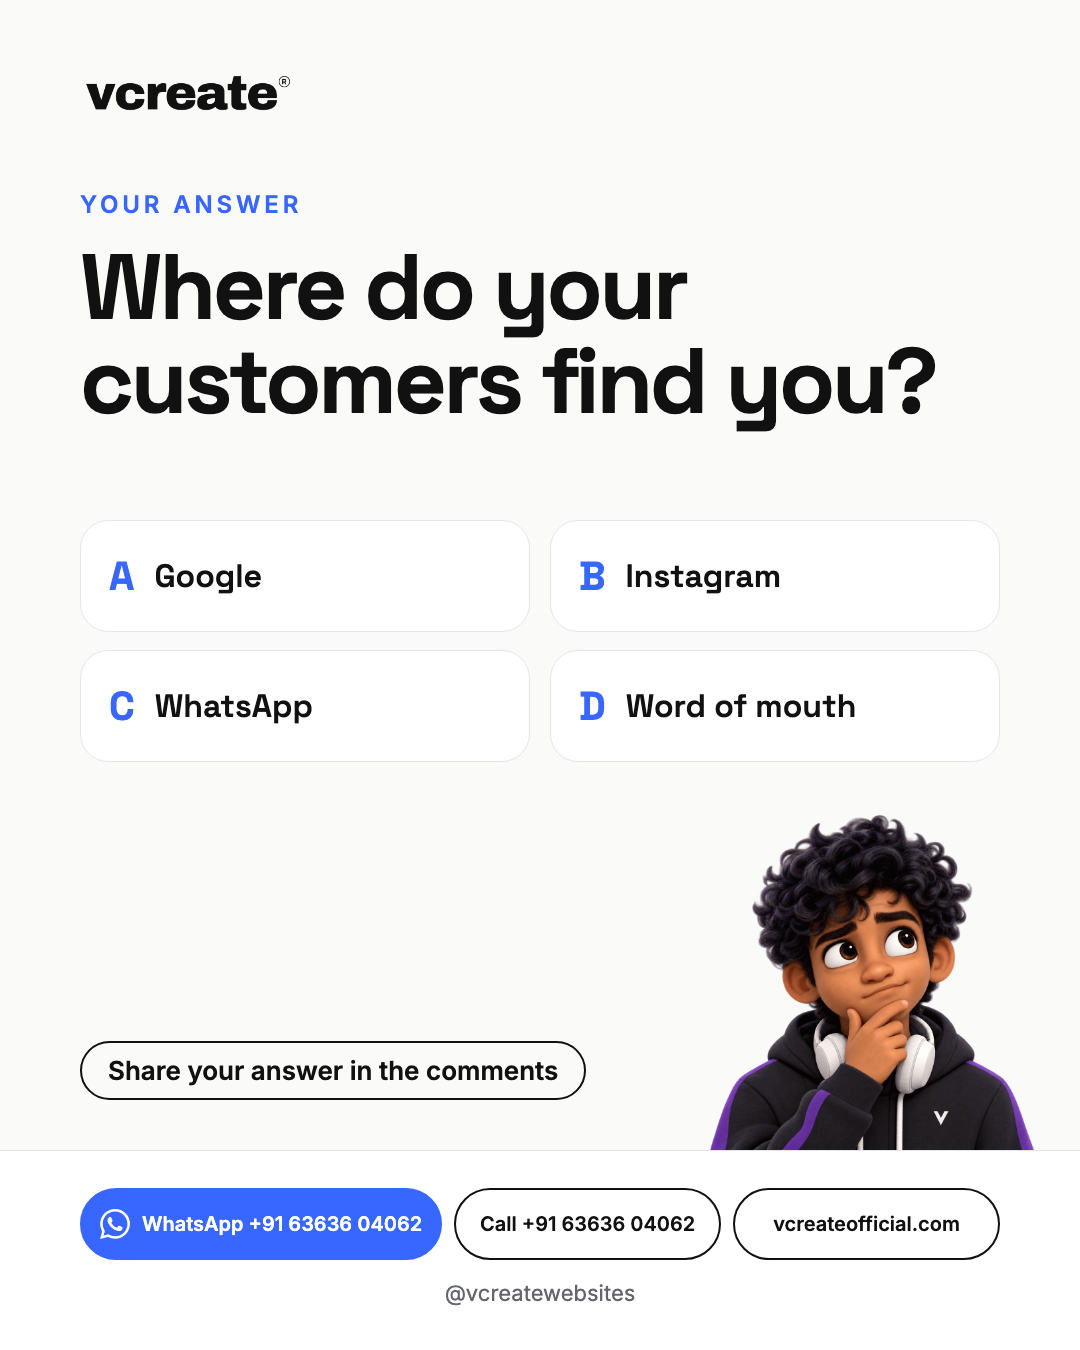 vcreate®
YOUR ANSWER
Where do your
customers find you?
A Google
B Instagram
C WhatsApp
D Word of mouth
Share your answer in the comments
V
WhatsApp +91 63636 04062
Call +91 63636 04062
vcreateofficial.com
@vcreatewebsites